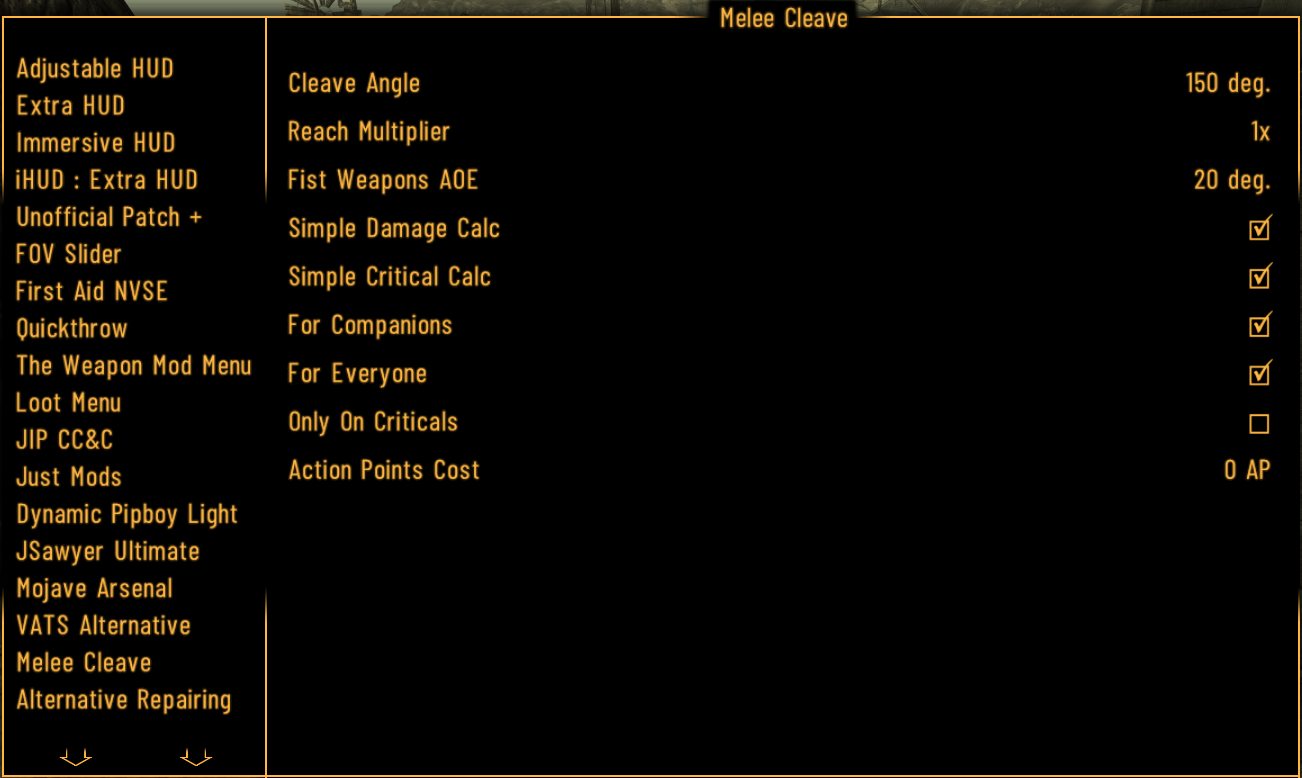 Melee Cleave
Adjustable HUD
Extra HUD
Immersive HUD
iHUD : Extra HUD
Unofficial Patch +
FOV Slider
First Aid NVSE
Quickthrow
The Weapon Mod Menu
Loot Menu
JIP CC&C
Just Mods
Dynamic Pipboy Light
JSawyer Ultimate
Mojave Arsenal
VATS Alternative
Melee Cleave
Alternative Repairing
Cleave Angle 150 deg.
Reach Multiplier 1x
Fist Weapons AOE 20 deg.
Simple Damage Calc
Simple Critical Calc
For Companions
For Everyone
Only On Criticals
Action Points Cost 0 AP